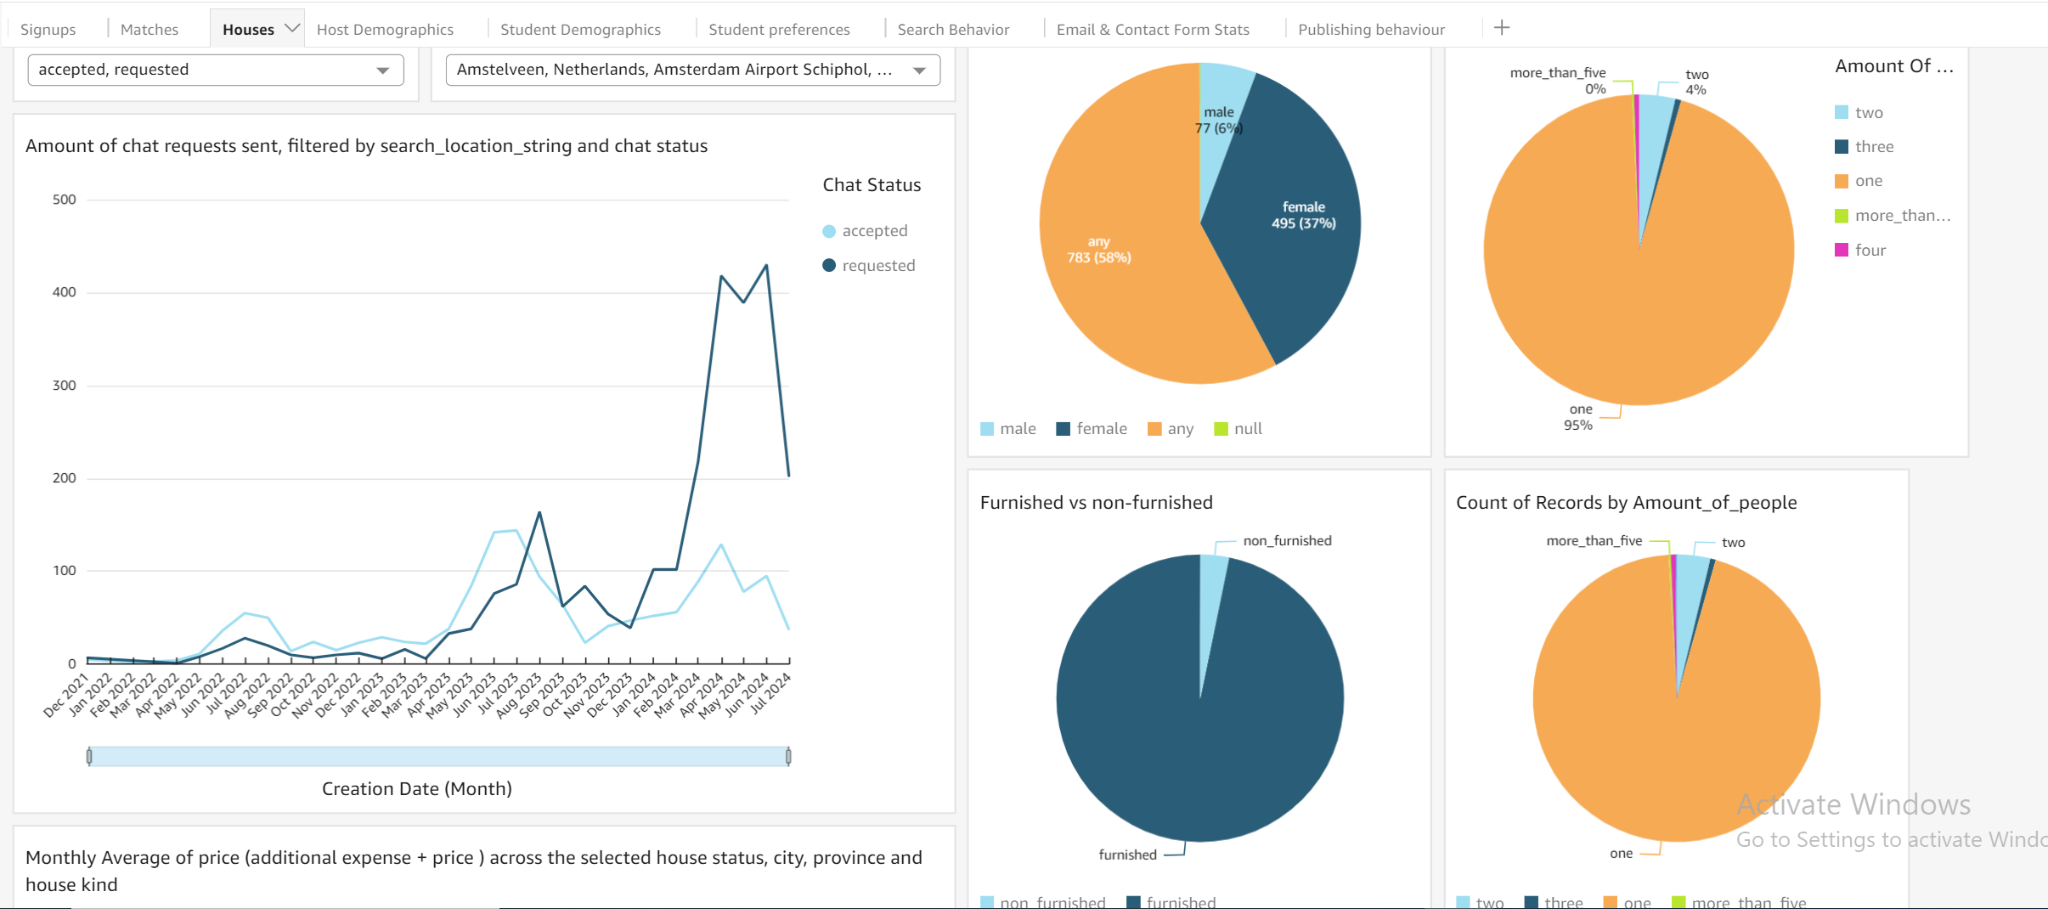 Signups
Matches
Houses
Host Demographics
Student Demographics
Student preferences
Search Behavior
Email & Contact Form Stats
Publishing behaviour
accepted, requested
Amstelveen, Netherlands, Amsterdam Airport Schiphol, ...
Amount of chat requests sent, filtered by search_location_string and chat status
500
400
300
200
100
0
Chat Status
accepted
requested
Dec 2021
Jan 2022
Feb 2022
Mar 2022
Apr 2022
May 2022
Jun 2022
Jul 2022
Aug 2022
Sep 2022
Oct 2022
Nov 2022
Dec 2022
Jan 2023
Feb 2023
Mar 2023
Apr 2023
May 2023
Jun 2023
Jul 2023
Aug 2023
Sep 2023
Oct 2023
Nov 2023
Dec 2023
Jan 2024
Feb 2024
Mar 2024
Apr 2024
May 2024
Jun 2024
Jul 2024
Creation Date (Month)
Monthly Average of price (additional expense + price ) across the selected house status, city, province and
house kind
male
77 (6%)
female
495 (37%)
any
783 (58%)
male
female
any
null
more_than_five
0%
two
4%
one
95%
Amount Of ...
two
three
one
more_than...
four
Furnished vs non-furnished
non_furnished
furnished
non_furnished
furnished
Count of Records by Amount_of_people
more_than_five
two
one
two
three
one
more_than_five
Activate Windows
Go to Settings to activate Windo